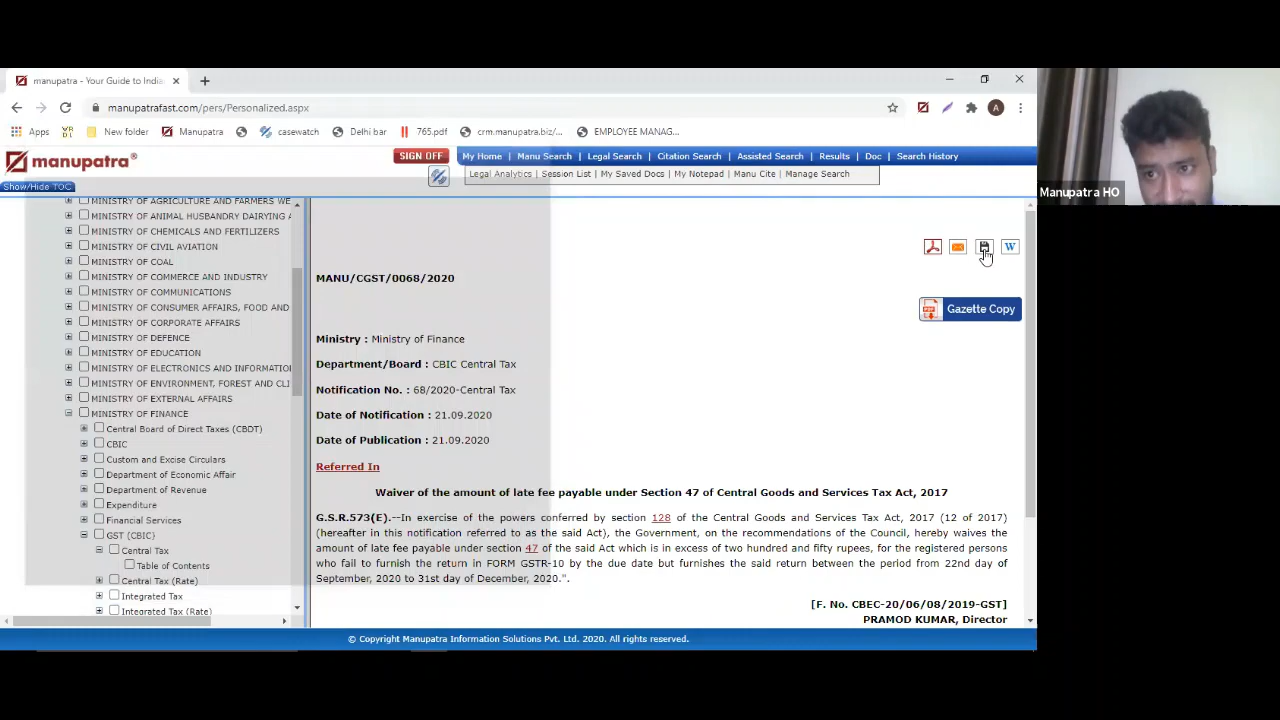 manupatra - Your Guide to India
manupatrafast.com/pers/Personalized.aspx
A
Apps
New folder
Manupatra
casewatch
Delhi bar
765.pdf
crm.manupatra.biz/...
EMPLOYEE MANAG...
manupatra®
SIGN OFF
My Home | Manu Search | Legal Search | Citation Search | Assisted Search | Results | Doc | Search History
Legal Analytics | Session List | My Saved Docs | My Notepad | Manu Cite | Manage Search
Manupatra HO
Show/Hide TOC
MINISTRY OF AGRICULTURE AND FARMERS WE
MINISTRY OF ANIMAL HUSBANDRY DAIRYING A
MINISTRY OF CHEMICALS AND FERTILIZERS
MINISTRY OF CIVIL AVIATION
MINISTRY OF COAL
MINISTRY OF COMMERCE AND INDUSTRY
MINISTRY OF COMMUNICATIONS
MINISTRY OF CONSUMER AFFAIRS, FOOD AND
MINISTRY OF CORPORATE AFFAIRS
MINISTRY OF DEFENCE
MINISTRY OF EDUCATION
MINISTRY OF ELECTRONICS AND INFORMATIO
MINISTRY OF ENVIRONMENT, FOREST AND CLI
MINISTRY OF EXTERNAL AFFAIRS
MINISTRY OF FINANCE
Central Board of Direct Taxes (CBDT)
CBIC
Custom and Excise Circulars
Department of Economic Affair
Department of Revenue
Expenditure
Financial Services
GST (CBIC)
Central Tax
Table of Contents
Central Tax (Rate)
Integrated Tax
Integrated Tax (Rate)
W
MANU/CGST/0068/2020
PDF Gazette Copy
Ministry : Ministry of Finance
Department/Board : CBIC Central Tax
Notification No. : 68/2020-Central Tax
Date of Notification : 21.09.2020
Date of Publication : 21.09.2020
Referred In
Waiver of the amount of late fee payable under Section 47 of Central Goods and Services Tax Act, 2017
G.S.R.573(E).--In exercise of the powers conferred by section 128 of the Central Goods and Services Tax Act, 2017 (12 of 2017)
(hereafter in this notification referred to as the said Act), the Government, on the recommendations of the Council, hereby waives the
amount of late fee payable under section 47 of the said Act which is in excess of two hundred and fifty rupees, for the registered persons
who fail to furnish the return in FORM GSTR-10 by the due date but furnishes the said return between the period from 22nd day of
September, 2020 to 31st day of December, 2020.".
[F. No. CBEC-20/06/08/2019-GST]
PRAMOD KUMAR, Director
© Copyright Manupatra Information Solutions Pvt. Ltd. 2020. All rights reserved.